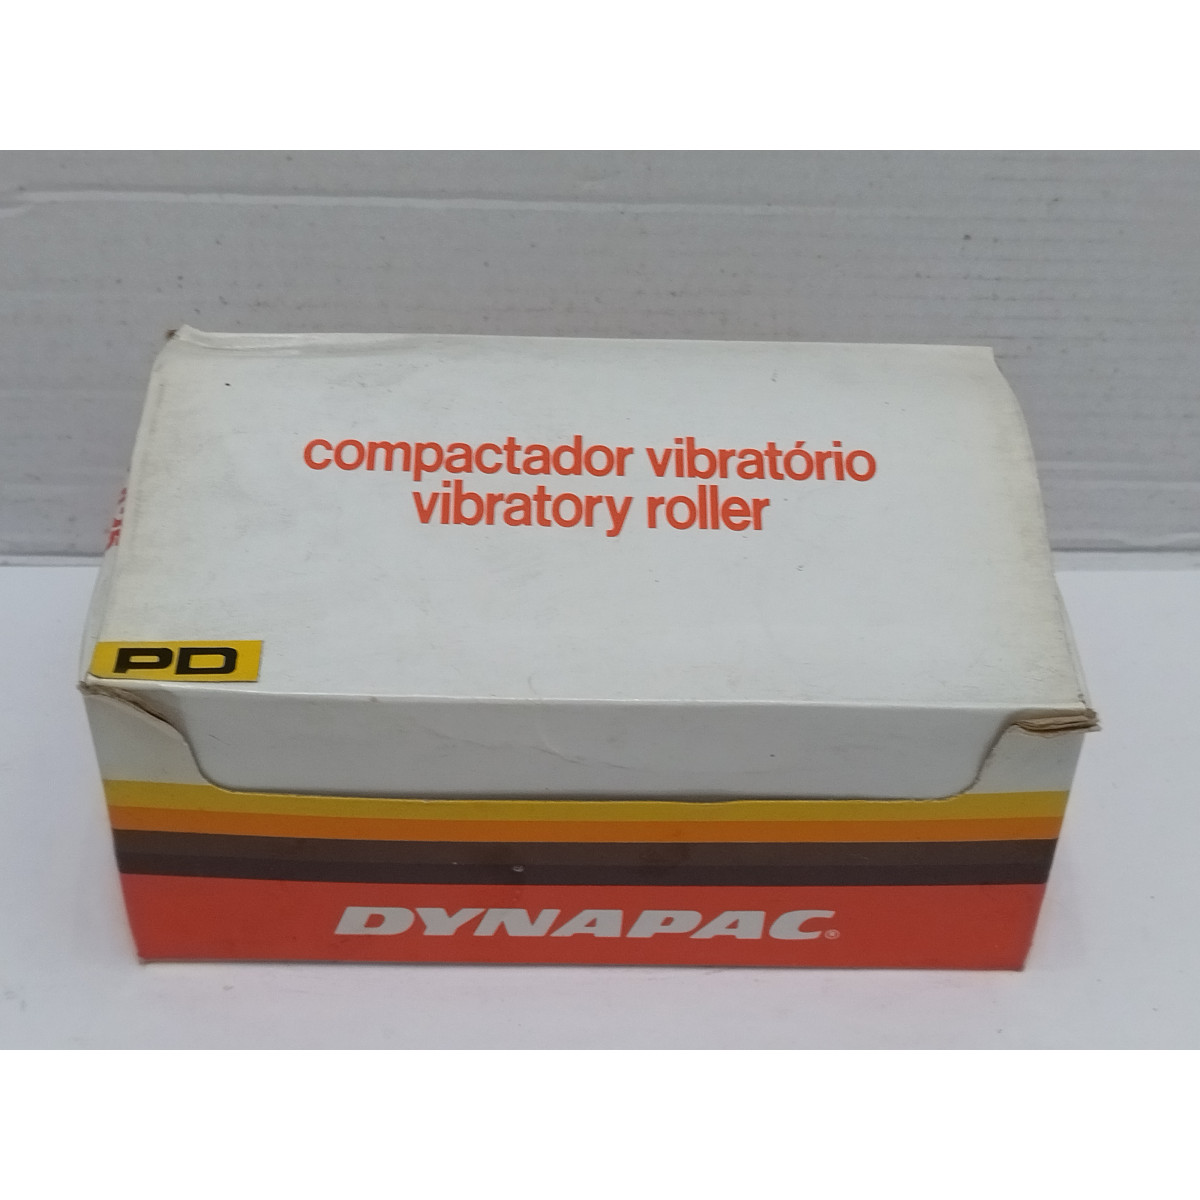 compactador vibratório
vibratory roller
PD
DYNAPAC®